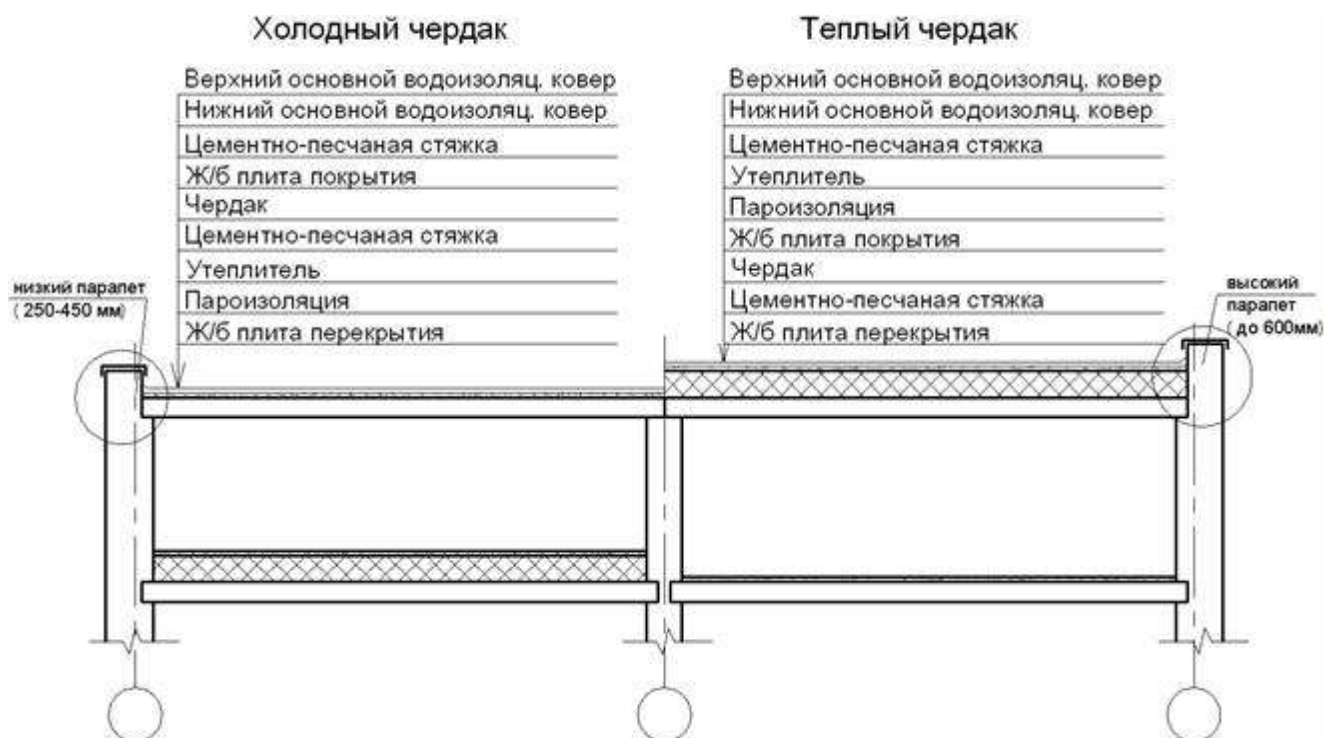 Холодный чердак
Верхний основной водоизоляц. ковер
Нижний основной водоизоляц. ковер
Цементно-песчаная стяжка
Ж/б плита покрытия
Чердак
Цементно-песчаная стяжка
Утеплитель
Пароизоляция
Ж/б плита перекрытия
низкий парапет
( 250-450 мм)
Теплый чердак
Верхний основной водоизоляц. ковер
Нижний основной водоизоляц. ковер
Цементно-песчаная стяжка
Утеплитель
Пароизоляция
Ж/б плита покрытия
Чердак
Цементно-песчаная стяжка
Ж/б плита перекрытия
высокий
парапет
( до 600мм)